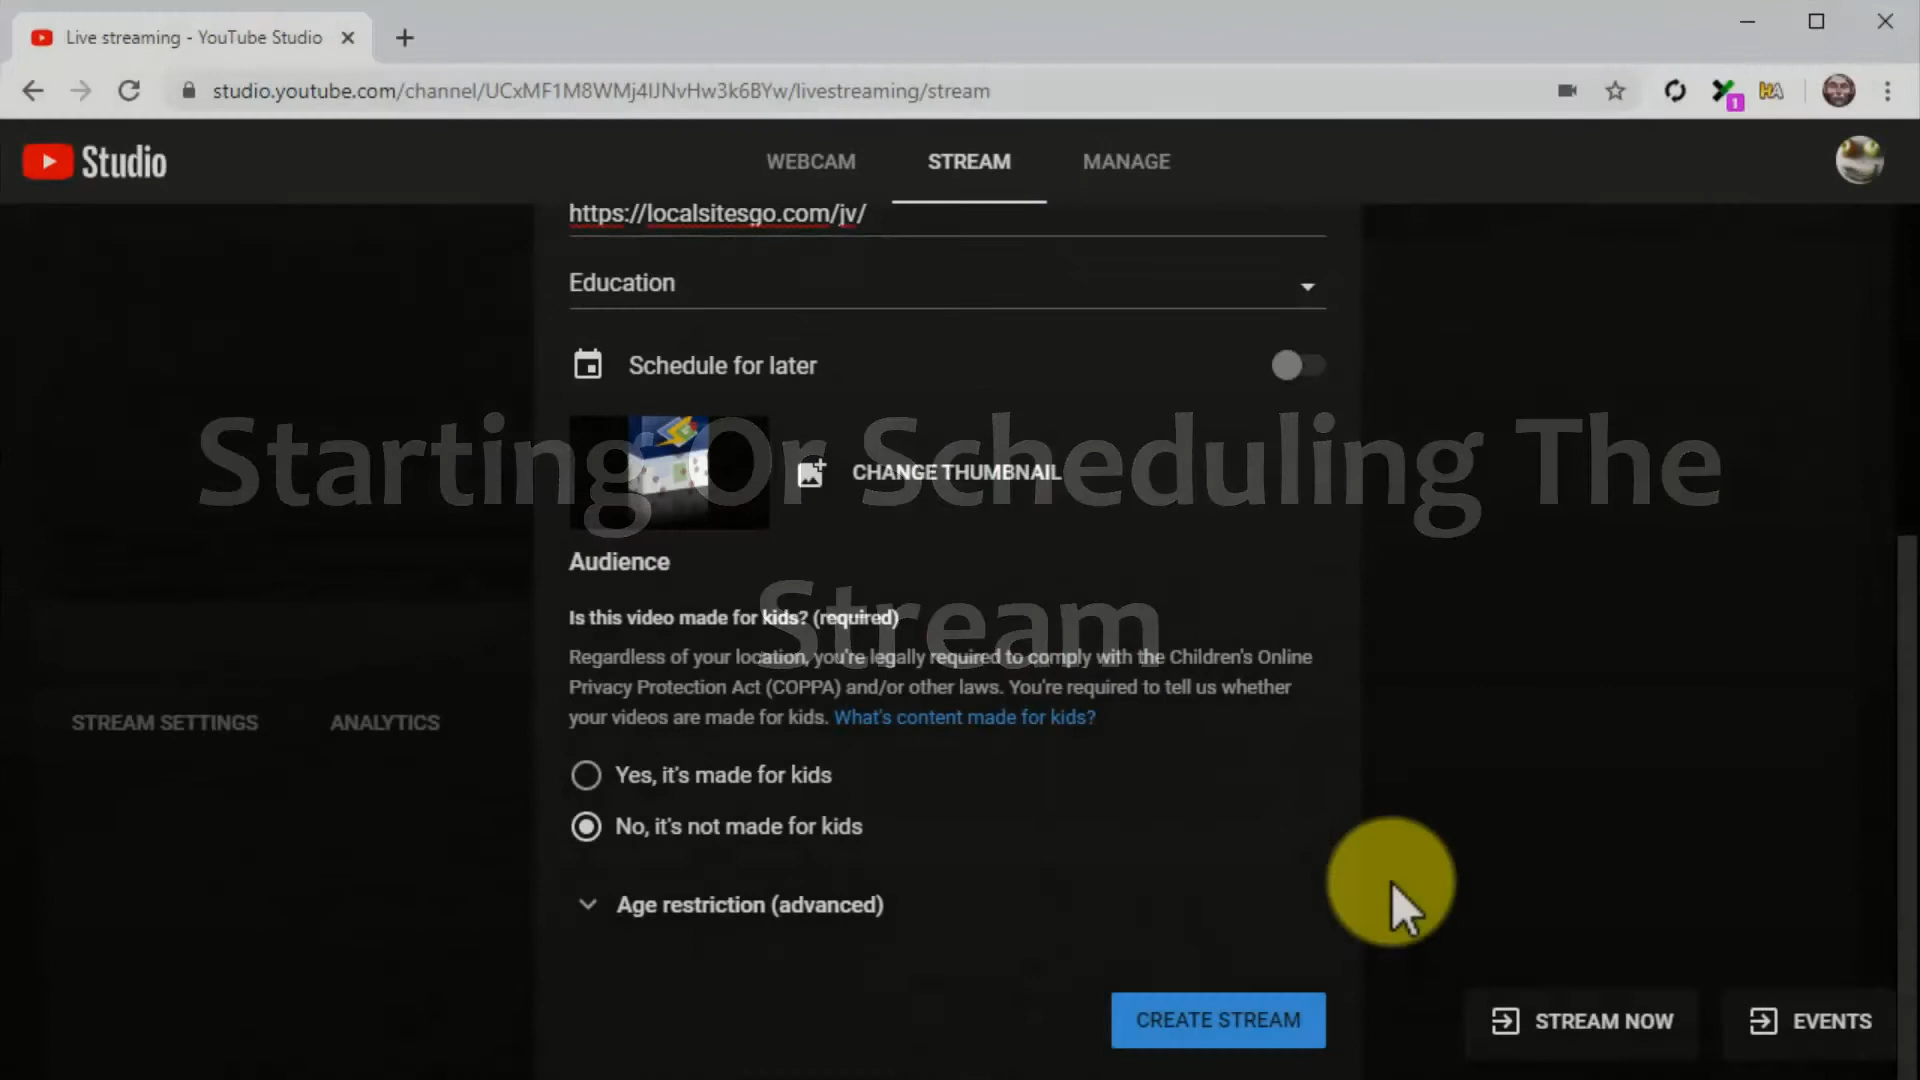 Live streaming - YouTube Studio
studio.youtube.com/channel/UCxMF1M8WMj4IJNvHw3k6BYw/livestreaming/stream
1
HA
Studio
WEBCAM
STREAM
MANAGE
https://localsitesgo.com/jv/
Education
Schedule for later
Starting Or Scheduling The
Stream
CHANGE THUMBNAIL
Audience
Is this video made for kids? (required)
Regardless of your location, you're legally required to comply with the Children's Online
Privacy Protection Act (COPPA) and/or other laws. You're required to tell us whether
your videos are made for kids. What's content made for kids?
STREAM SETTINGS
ANALYTICS
Yes, it's made for kids
No, it's not made for kids
Age restriction (advanced)
CREATE STREAM
STREAM NOW
EVENTS